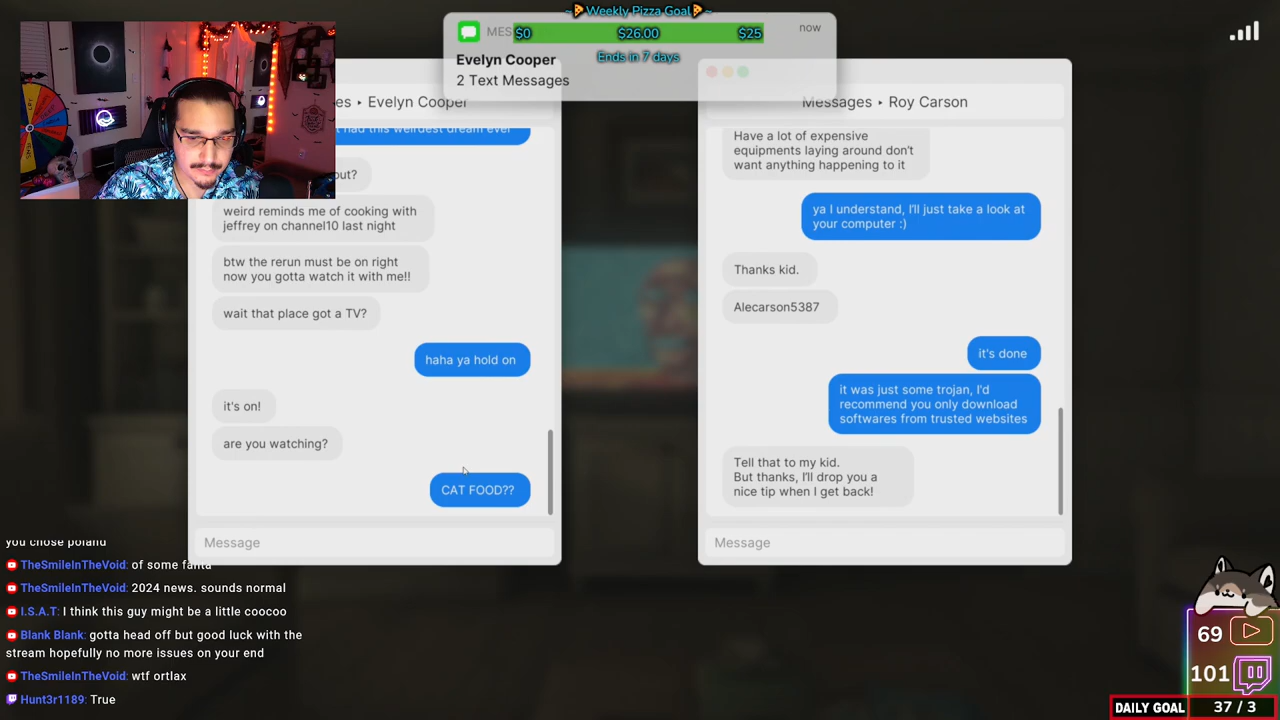 ~🍕Weekly Pizza Goal🍕~
MES
$0
$26.00
$25
now
Ends in 7 days
Evelyn Cooper
2 Text Messages
es ▸ Evelyn Cooper
had this weirdest dream ever
out?
weird reminds me of cooking with
jeffrey on channel10 last night
btw the rerun must be on right
now you gotta watch it with me!!
wait that place got a TV?
haha ya hold on
it's on!
are you watching?
CAT FOOD??
Message
Messages ▸ Roy Carson
Have a lot of expensive
equipments laying around don't
want anything happening to it
ya I understand, I'll just take a look at
your computer :)
Thanks kid.
Alecarson5387
it's done
it was just some trojan, I'd
recommend you only download
softwares from trusted websites
Tell that to my kid.
But thanks, I'll drop you a
nice tip when I get back!
Message
you chose poland
TheSmileInTheVoid: of some fanta
TheSmileInTheVoid: 2024 news. sounds normal
I.S.A.T: I think this guy might be a little coocoo
Blank Blank: gotta head off but good luck with the
stream hopefully no more issues on your end
TheSmileInTheVoid: wtf ortlax
Hunt3r1189: True
69
101
DAILY GOAL
37 / 3